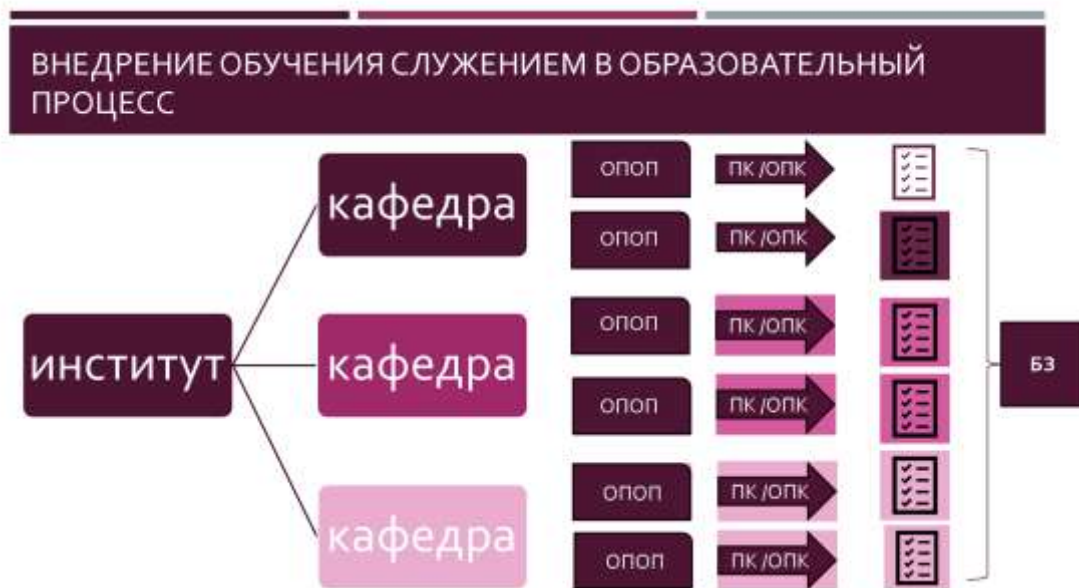 ВНЕДРЕНИЕ ОБУЧЕНИЯ СЛУЖЕНИЕМ В ОБРАЗОВАТЕЛЬНЫЙ
ПРОЦЕСС
институт
кафедра
ОПОП
ПК /ОПК
ОПОП
ПК /ОПК
кафедра
ОПОП
ПК /ОПК
ОПОП
ПК /ОПК
кафедра
ОПОП
ПК /ОПК
ОПОП
ПК /ОПК
БЗ